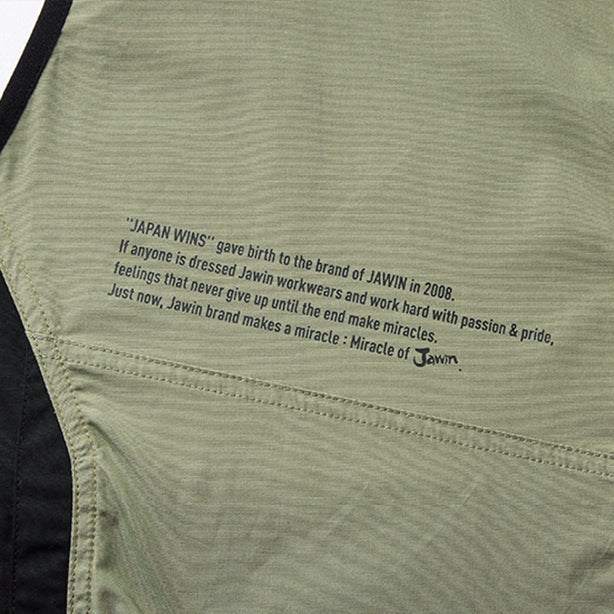 "JAPAN WINS" gave birth to the brand of JAWIN in 2008.
If anyone is dressed Jawin workwears and work hard with passion & pride,
feelings that never give up until the end make miracles.
Just now, Jawin brand makes a miracle : Miracle of Jawin.